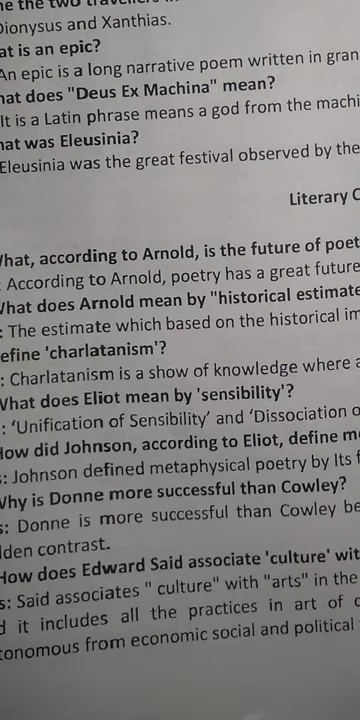 the two
Dionysus and Xanthias.
at is an epic?
An epic is a long narrative poem written in gran
hat does "Deus Ex Machina" mean?
It is a Latin phrase means a god from the machi
hat was Eleusinia?
Eleusinia was the great festival observed by the
Literary C
What, according to Arnold, is the future of poet
: According to Arnold, poetry has a great future
What does Arnold mean by "historical estimate
: The estimate which based on the historical im
efine 'charlatanism'?
: Charlatanism is a show of knowledge where a
What does Eliot mean by 'sensibility'?
: 'Unification of Sensibility' and 'Dissociation o
How did Johnson, according to Eliot, define me
s: Johnson defined metaphysical poetry by Its f
Why is Donne more successful than Cowley?
s: Donne is more successful than Cowley be
dden contrast.
How does Edward Said associate 'culture' wit
s: Said associates " culture" with "arts" in the
d it includes all the practices in art of c
tonomous from economic social and political